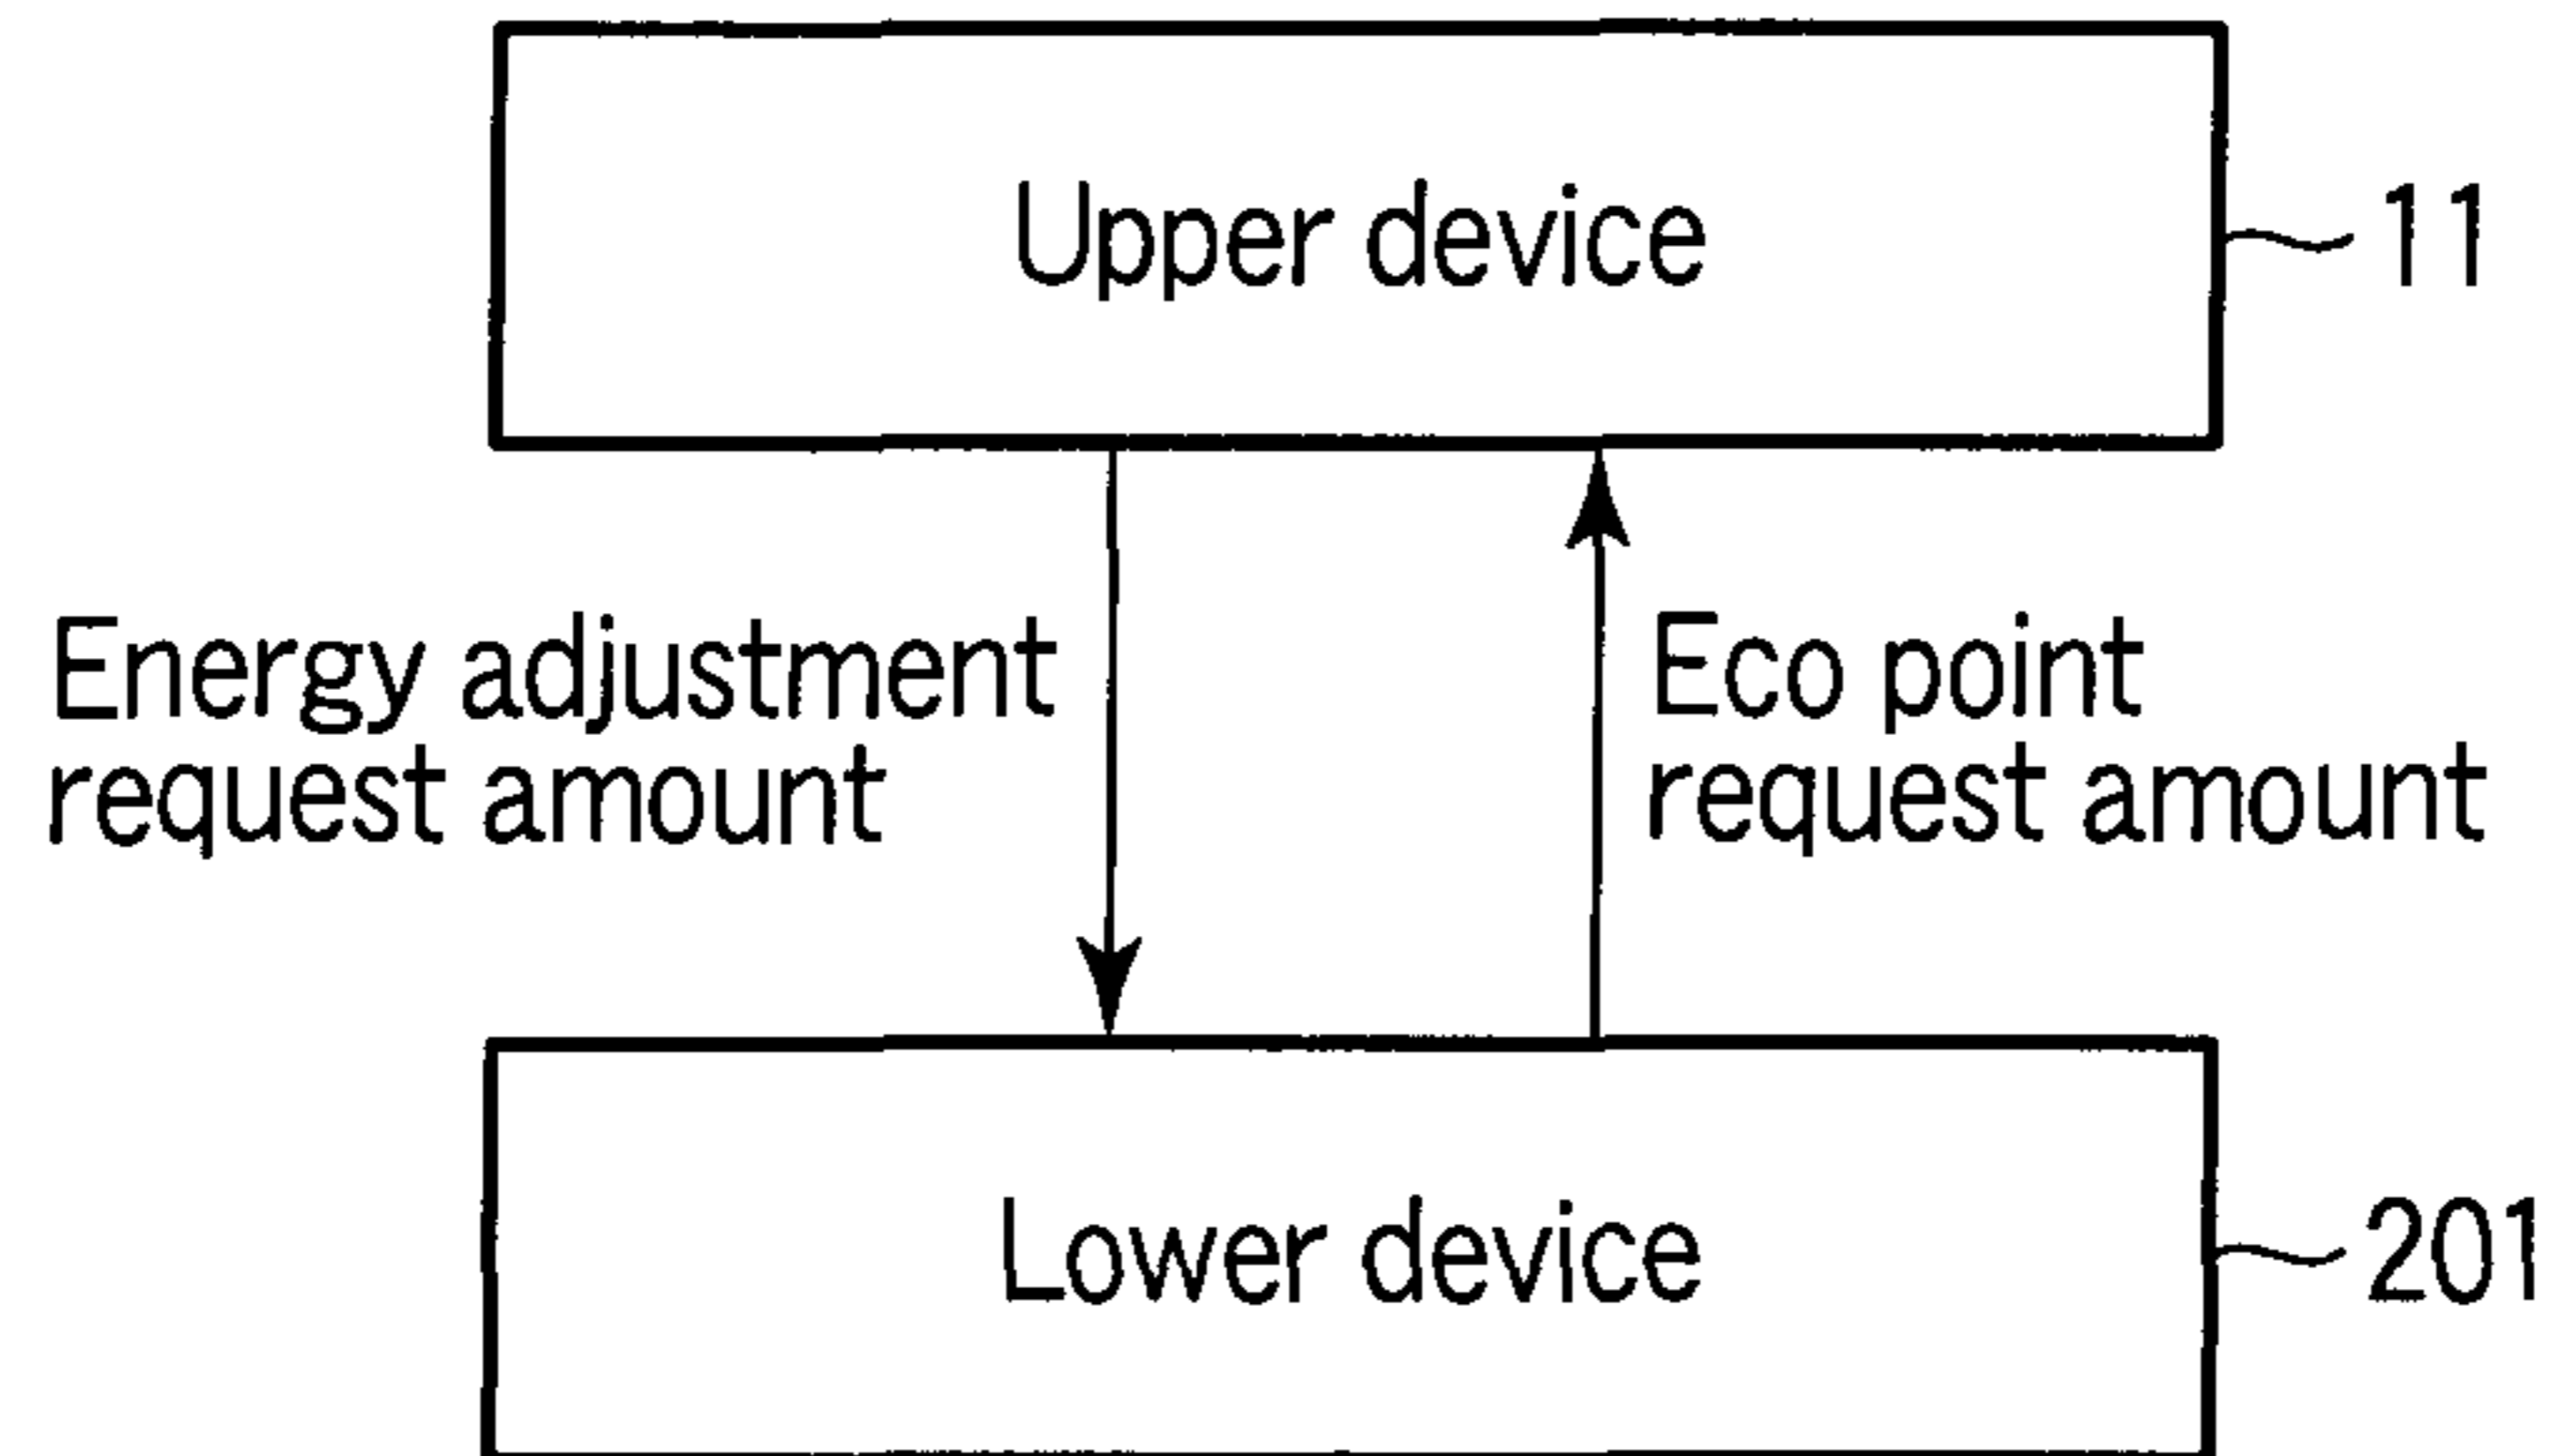 Upper device
11
Energy adjustment
request amount
Eco point
request amount
Lower device
201